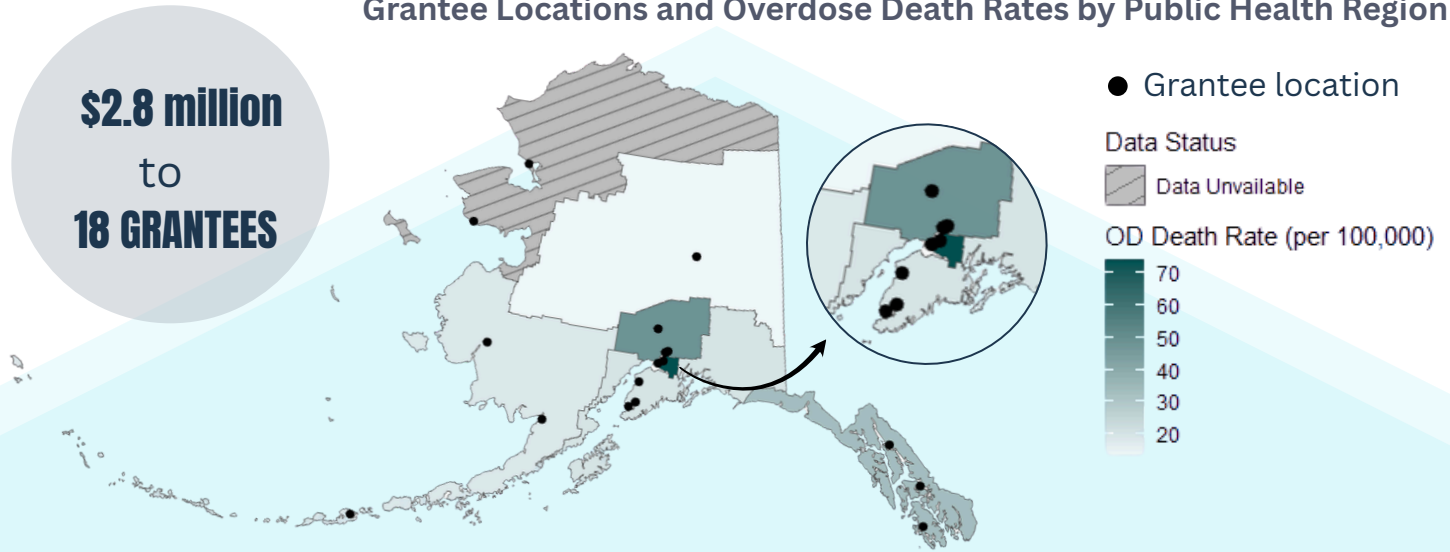 Grantee Locations and Overdose Death Rates by Public Health Region
$2.8 million
to
18 GRANTEES
Grantee location
Data Status
Data Unvailable
OD Death Rate (per 100,000)
70
60
50
40
30
20